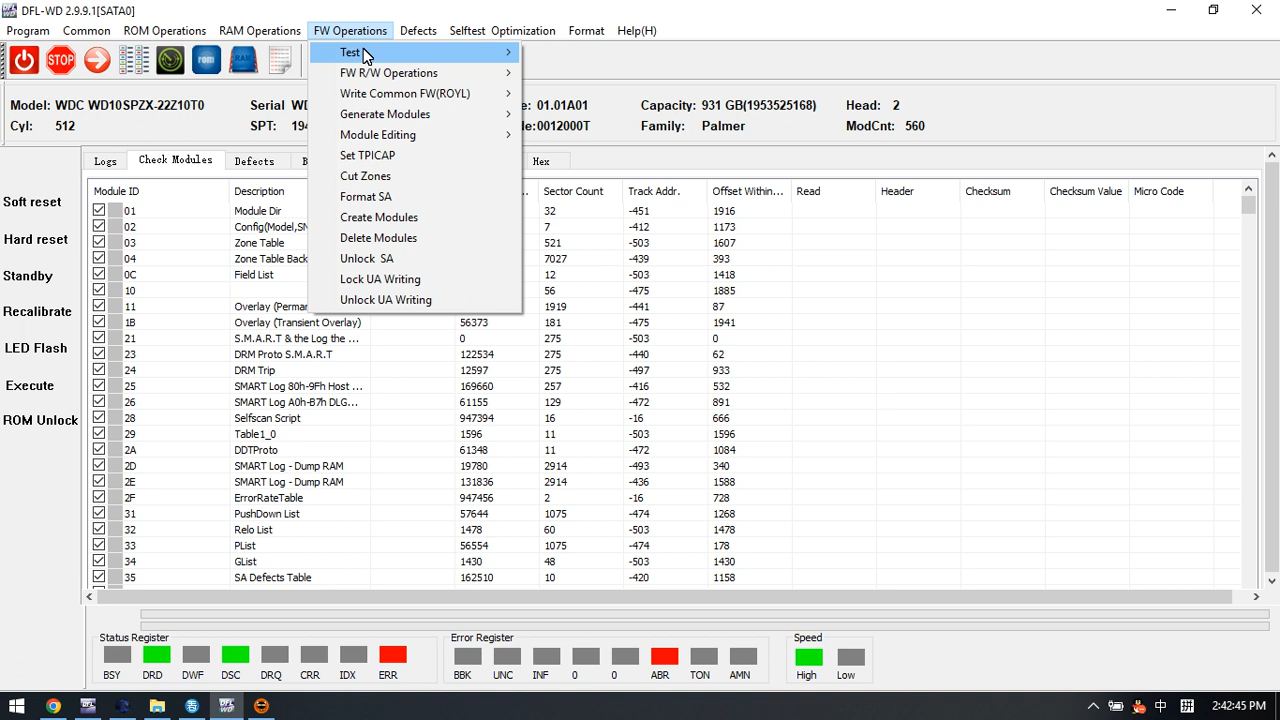 DFL-WD 2.9.9.1[SATA0]
Program Common ROM Operations RAM Operations FW Operations Defects Selftest Optimization Format Help(H)
STOP rom
Test
FW R/W Operations
Write Common FW(ROYL)
Generate Modules
Module Editing
Set TPICAP
Cut Zones
Format SA
Create Modules
Delete Modules
Unlock SA
Lock UA Writing
Unlock UA Writing
Model: WDC WD10SPZX-22Z10T0 Serial WD e: 01.01A01 Capacity: 931 GB(1953525168) Head: 2
Cyl: 512 SPT: 194 de:0012000T Family: Palmer ModCnt: 560
Logs Check Modules Defects Hex
Soft reset
Hard reset
Standby
Recalibrate
LED Flash
Execute
ROM Unlock
Module ID Description ... Sector Count Track Addr. Offset Within... Read Header Checksum Checksum Value Micro Code
01 Module Dir 32 -451 1916
02 Config(Model,SN 7 -412 1173
03 Zone Table 521 -503 1607
04 Zone Table Back 7027 -439 393
0C Field List 12 -503 1418
10 56 -475 1885
11 Overlay (Perma 1919 -441 87
1B Overlay (Transient Overlay) 56373 181 -475 1941
21 S.M.A.R.T & the Log the ... 0 275 -503 0
23 DRM Proto S.M.A.R.T 122534 275 -440 62
24 DRM Trip 12597 275 -497 933
25 SMART Log 80h-9Fh Host ... 169660 257 -416 532
26 SMART Log A0h-B7h DLG... 61155 129 -472 891
28 Selfscan Script 947394 16 -16 666
29 Table1_0 1596 11 -503 1596
2A DDTProto 61348 11 -472 1084
2D SMART Log - Dump RAM 19780 2914 -493 340
2E SMART Log - Dump RAM 131836 2914 -436 1588
2F ErrorRateTable 947456 2 -16 728
31 PushDown List 57644 1075 -474 1268
32 Relo List 1478 60 -503 1478
33 PList 56554 1075 -474 178
34 GList 1430 48 -503 1430
35 SA Defects Table 162510 10 -420 1158
Status Register Error Register Speed
BSY DRD DWF DSC DRQ CRR IDX ERR BBK UNC INF 0 0 ABR TON AMN High Low
中 2:42:45 PM